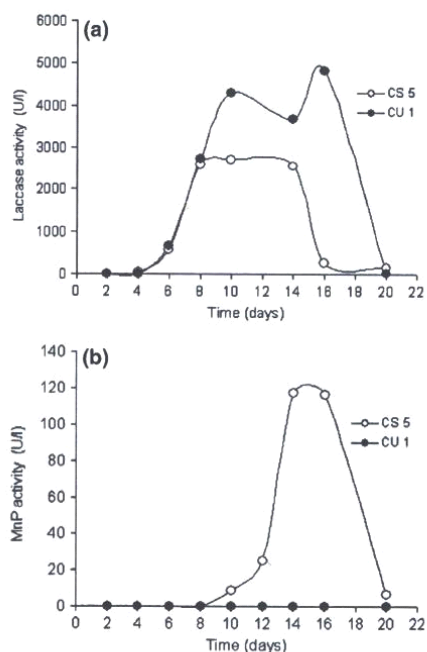 (a)
6000
5000
4000
3000
2000
1000
0
Laccase activity (U/l)
CS 5
CU 1
0 2 4 6 8 10 12 14 16 18 20 22
Time (days)
(b)
140
120
100
80
60
40
20
0
MnP activity (U/l)
CS 5
CU 1
0 2 4 6 8 10 12 14 16 18 20 22
Time (days)